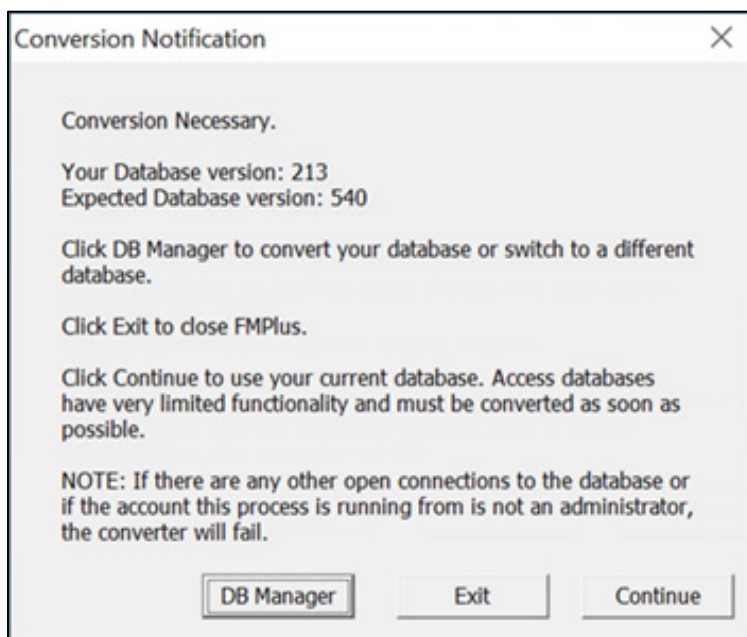 Conversion Notification
Conversion Necessary.
Your Database version: 213
Expected Database version: 540
Click DB Manager to convert your database or switch to a different
database.
Click Exit to close FMPlus.
Click Continue to use your current database. Access databases
have very limited functionality and must be converted as soon as
possible.
NOTE: If there are any other open connections to the database or
if the account this process is running from is not an administrator,
the converter will fail.
DB Manager
Exit
Continue